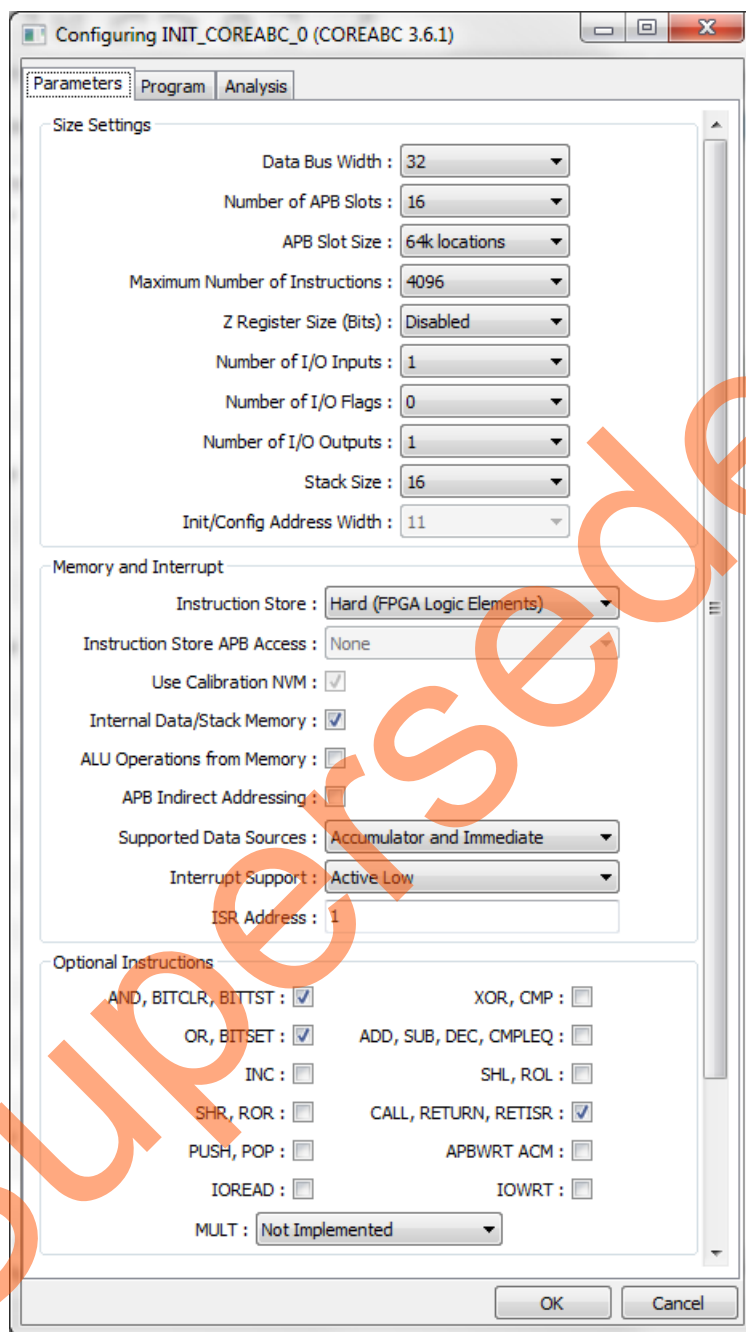 Configuring INIT_COREABC_0 (COREABC 3.6.1)
Parameters Program Analysis
Size Settings
Data Bus Width : 32
Number of APB Slots : 16
APB Slot Size : 64k locations
Maximum Number of Instructions : 4096
Z Register Size (Bits) : Disabled
Number of I/O Inputs : 1
Number of I/O Flags : 0
Number of I/O Outputs : 1
Stack Size : 16
Init/Config Address Width : 11
Memory and Interrupt
Instruction Store : Hard (FPGA Logic Elements)
Instruction Store APB Access : None
Use Calibration NVM :
Internal Data/Stack Memory :
ALU Operations from Memory :
APB Indirect Addressing :
Supported Data Sources : Accumulator and Immediate
Interrupt Support : Active Low
ISR Address : 1
Optional Instructions
AND, BITCLR, BITTST : XOR, CMP :
OR, BITSET : ADD, SUB, DEC, CMPLEQ :
INC : SHL, ROL :
SHR, ROR : CALL, RETURN, RETISR :
PUSH, POP : APBWRT ACM :
IOREAD : IOWRT :
MULT : Not Implemented
OK Cancel
Supersede